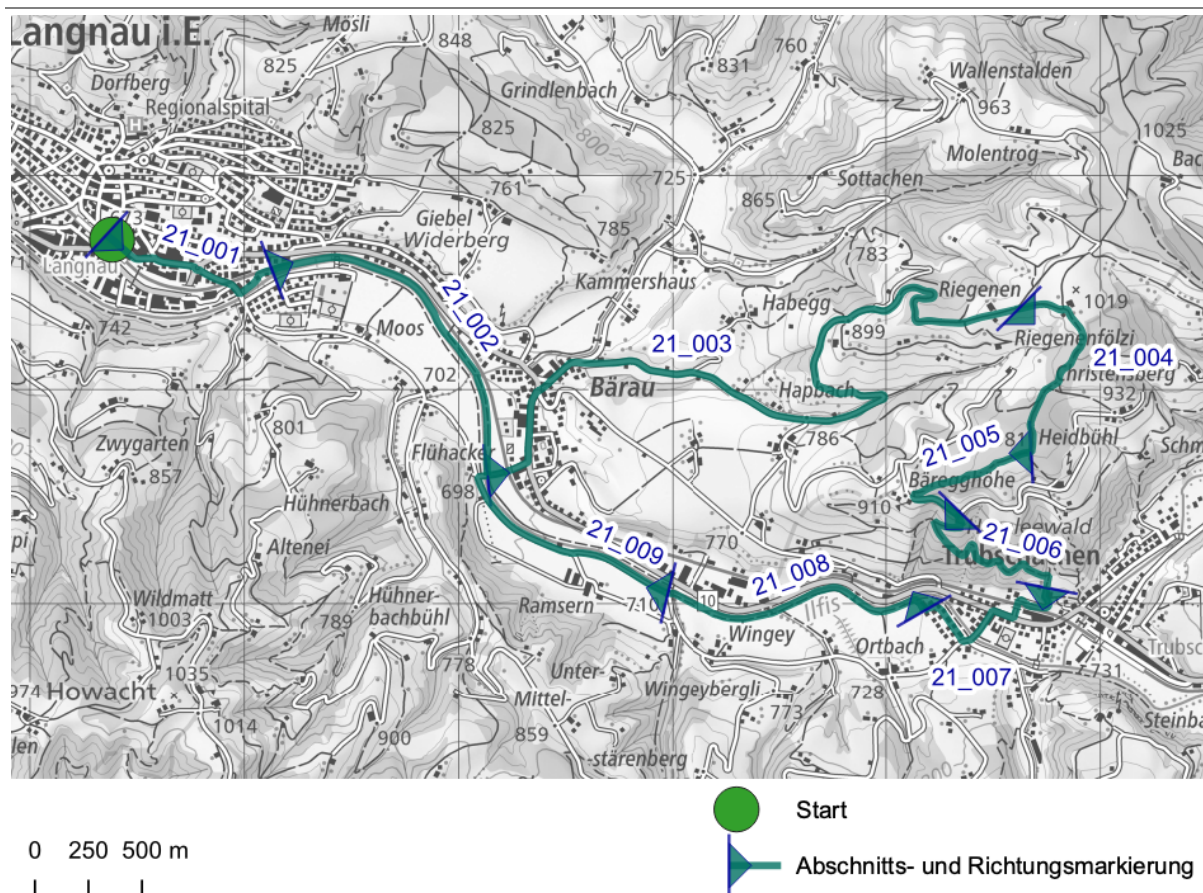 Langnau i.E.
Mösli
848
760
825
831
Wallenstalden
Dorfberg
Grindlenbach
963
Regionalspital
H
825
800
1025
Molentrog
761
725
Sottachen
865
Giebel
Widerberg
785
783
21_001
Langnau
Kammershaus
Habegg
Riegenen
1019
742
Moos
21_002
21_003
899
Riegenenfölzi
21_004
702
Bärau
Hapbach
Christensberg
932
801
786
Zwygarten
Flühacker
21_005
Heidbühl
857
698
Bäregghöhe
910
Hühnerbach
21_006
Altenei
770
21_009
21_008
Wildmatt
1003
Hühner-
bachbühl
Ramsern
710
10
Ilfis
789
Wingey
Ortbach
1035
778
Unter-
21_007
731
974
Howacht
Mittel-
Wingeybergli
728
773
1014
900
859
-stärenberg
Start
0 250 500 m
Abschnitts- und Richtungsmarkierung